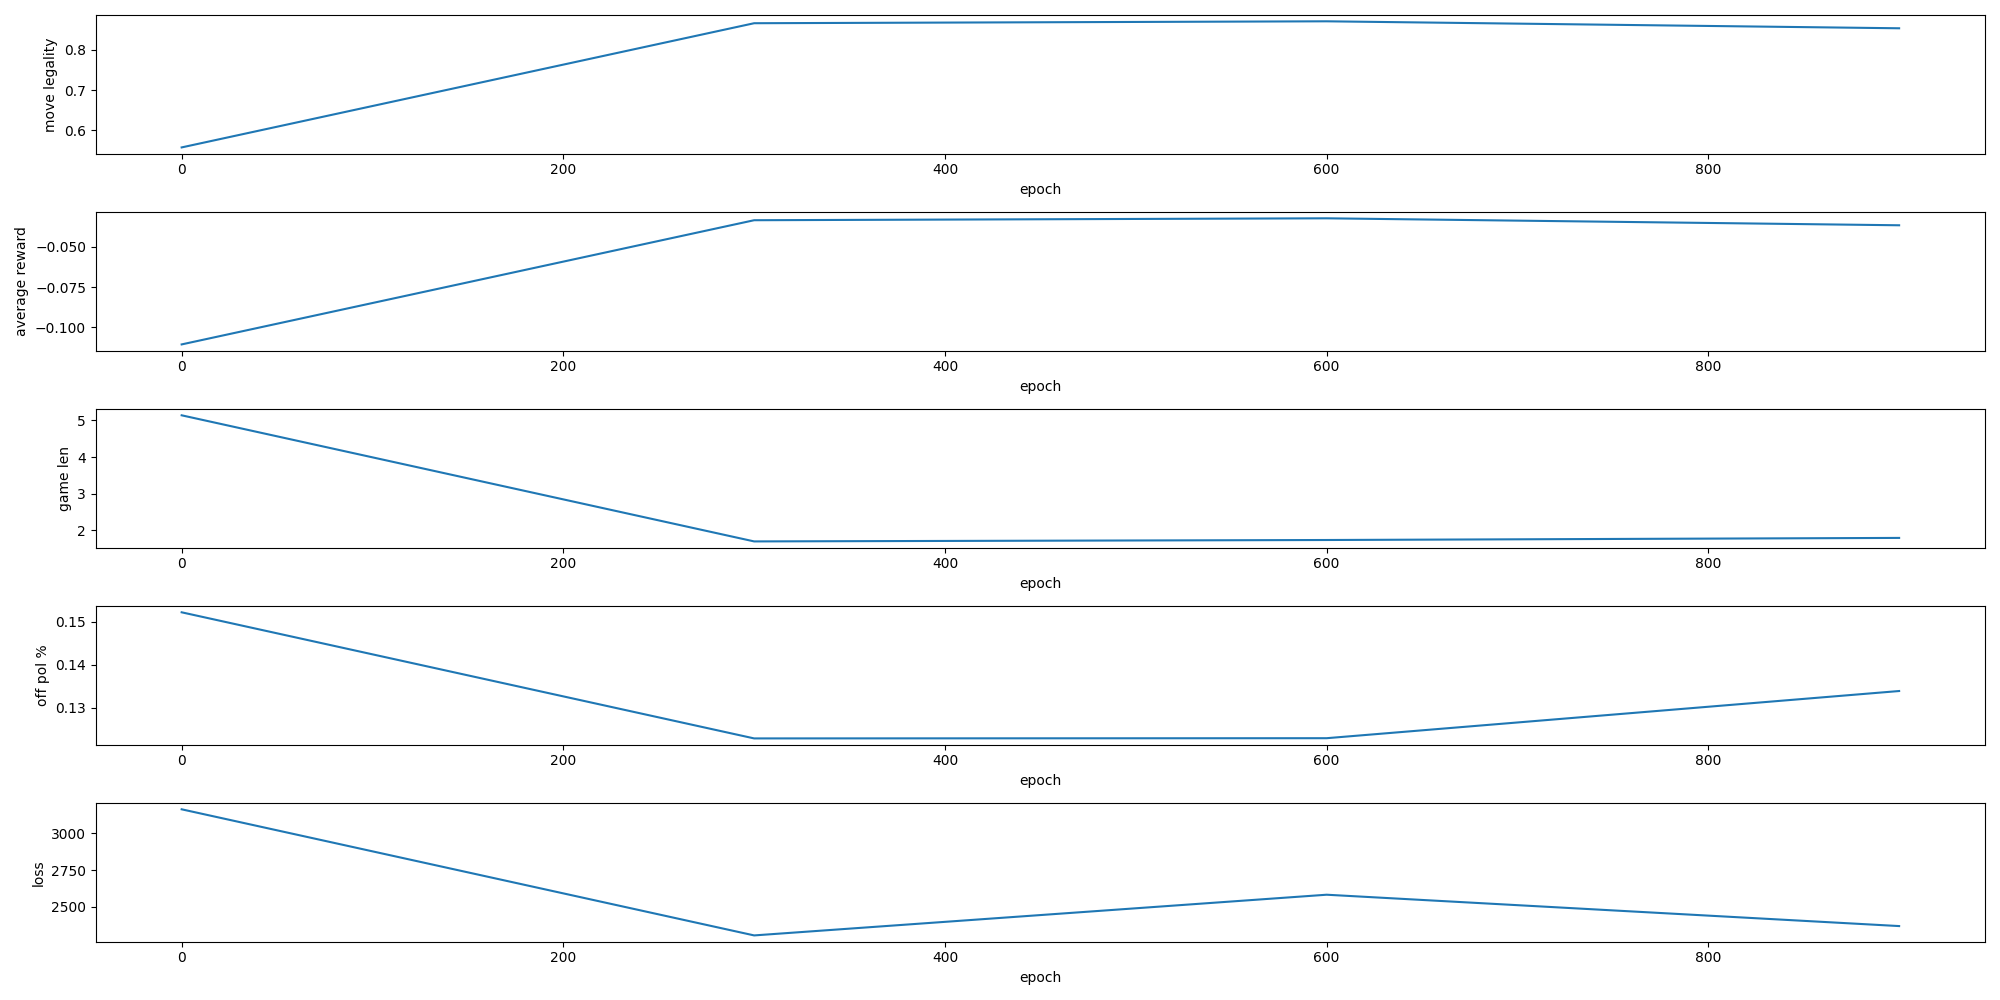 move legality
0.8
0.7
0.6
0 200 400 600 800
epoch
average reward
−0.050
−0.075
−0.100
0 200 400 600 800
epoch
game len
5
4
3
2
0 200 400 600 800
epoch
off pol %
0.15
0.14
0.13
0 200 400 600 800
epoch
loss
3000
2750
2500
0 200 400 600 800
epoch